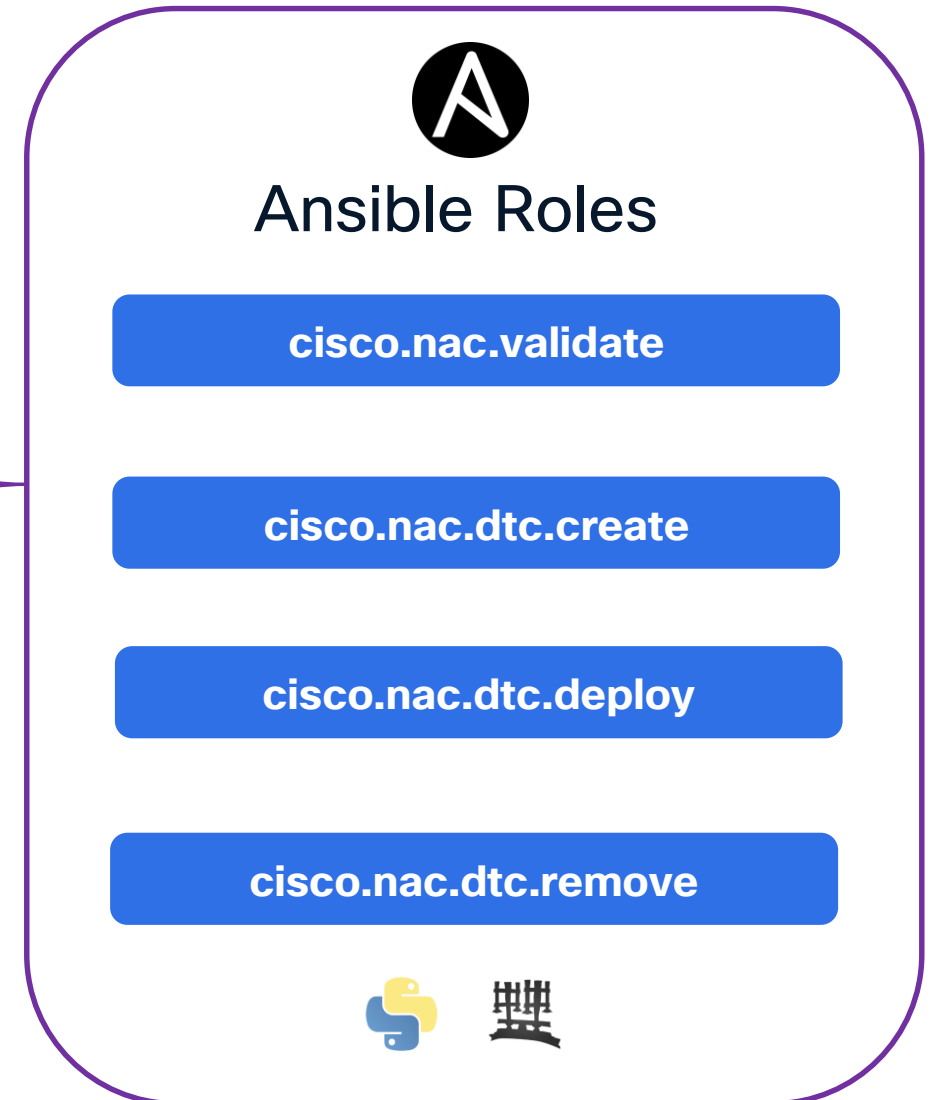 Ansible Roles
cisco.nac.validate
cisco.nac.dtc.create
cisco.nac.dtc.deploy
cisco.nac.dtc.remove